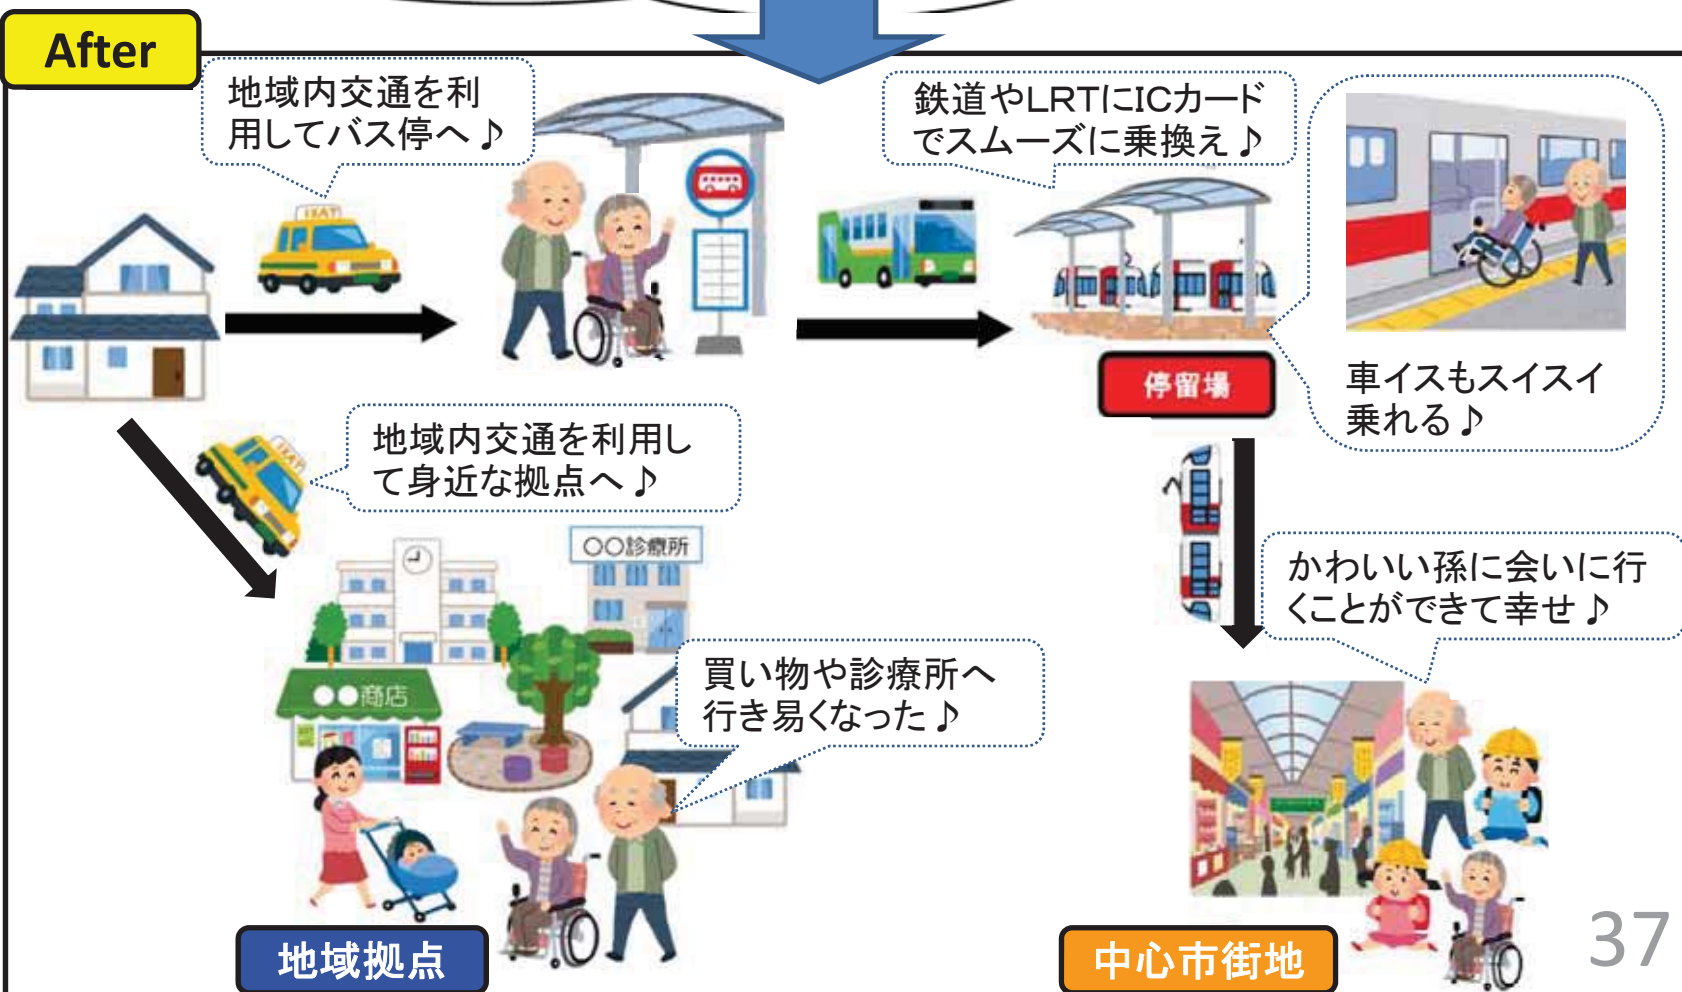 After
地域内交通を利
用してバス停へ♪
鉄道やLRTにICカード
でスムーズに乗換え♪
TAXI
停留場
車イスもスイスイ
乗れる♪
地域内交通を利用し
て身近な拠点へ♪
TAXI
〇〇診療所
●●商店
買い物や診療所へ
行き易くなった♪
かわいい孫に会いに行
くことができて幸せ♪
地域拠点
中心市街地
37